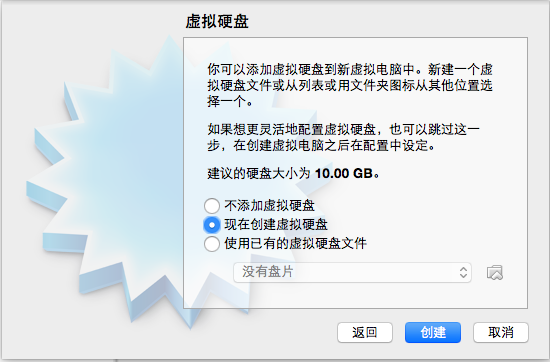 虚拟硬盘
你可以添加虚拟硬盘到新虚拟电脑中。新建一个虚
拟硬盘文件或从列表或用文件夹图标从其他位置选
择一个。
如果想更灵活地配置虚拟硬盘，也可以跳过这一
步，在创建虚拟电脑之后在配置中设定。
建议的硬盘大小为 10.00 GB。
不添加虚拟硬盘
现在创建虚拟硬盘
使用已有的虚拟硬盘文件
没有盘片
返回 创建 取消